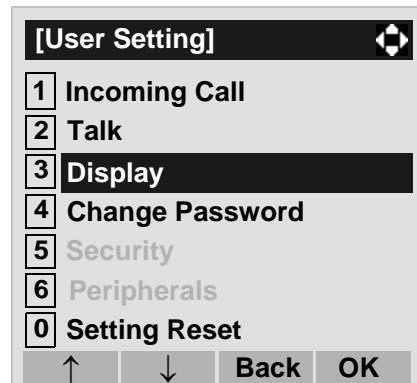 [User Setting]
1 Incoming Call
2 Talk
3 Display
4 Change Password
5 Security
6 Peripherals
0 Setting Reset
↑ ↓ Back OK